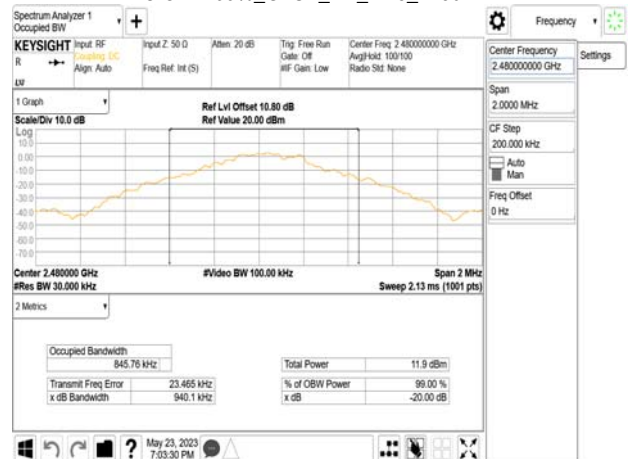 Spectrum Analyzer 1
Occupied BW
Frequency
KEYSIGHT
Input: RF
Coupling: DC
Align: Auto
Input Z: 50 Ω
Freq Ref: Int (S)
Atten: 20 dB
Trig: Free Run
Gate: Off
#IF Gain: Low
Center Freq: 2.480000000 GHz
Avg|Hold: 100/100
Radio Std: None
R
Center Frequency
2.480000000 GHz
Settings
Span
2.0000 MHz
CF Step
200.000 kHz
Auto
Man
Freq Offset
0 Hz
1 Graph
Scale/Div 10.0 dB
Ref Lvl Offset 10.80 dB
Ref Value 20.00 dBm
Log
10.0
0.00
-10.0
-20.0
-30.0
-40.0
-50.0
-60.0
-70.0
Center 2.480000 GHz
#Video BW 100.00 kHz
Span 2 MHz
#Res BW 30.000 kHz
Sweep 2.13 ms (1001 pts)
2 Metrics
Occupied Bandwidth
845.76 kHz
Total Power 11.9 dBm
Transmit Freq Error 23.465 kHz
% of OBW Power 99.00 %
x dB Bandwidth 940.1 kHz
x dB -20.00 dB
?
May 23, 2023
7:03:30 PM